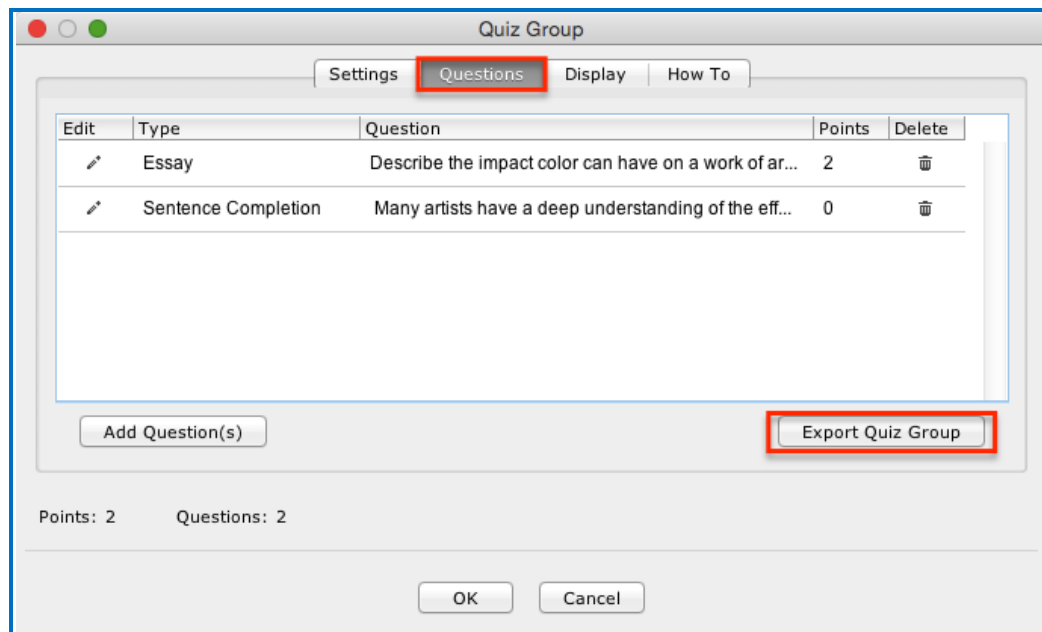 Quiz Group
Settings Questions Display How To
Edit Type Question Points Delete
Essay Describe the impact color can have on a work of ar... 2
Sentence Completion Many artists have a deep understanding of the eff... 0
Add Question(s) Export Quiz Group
Points: 2 Questions: 2
OK Cancel